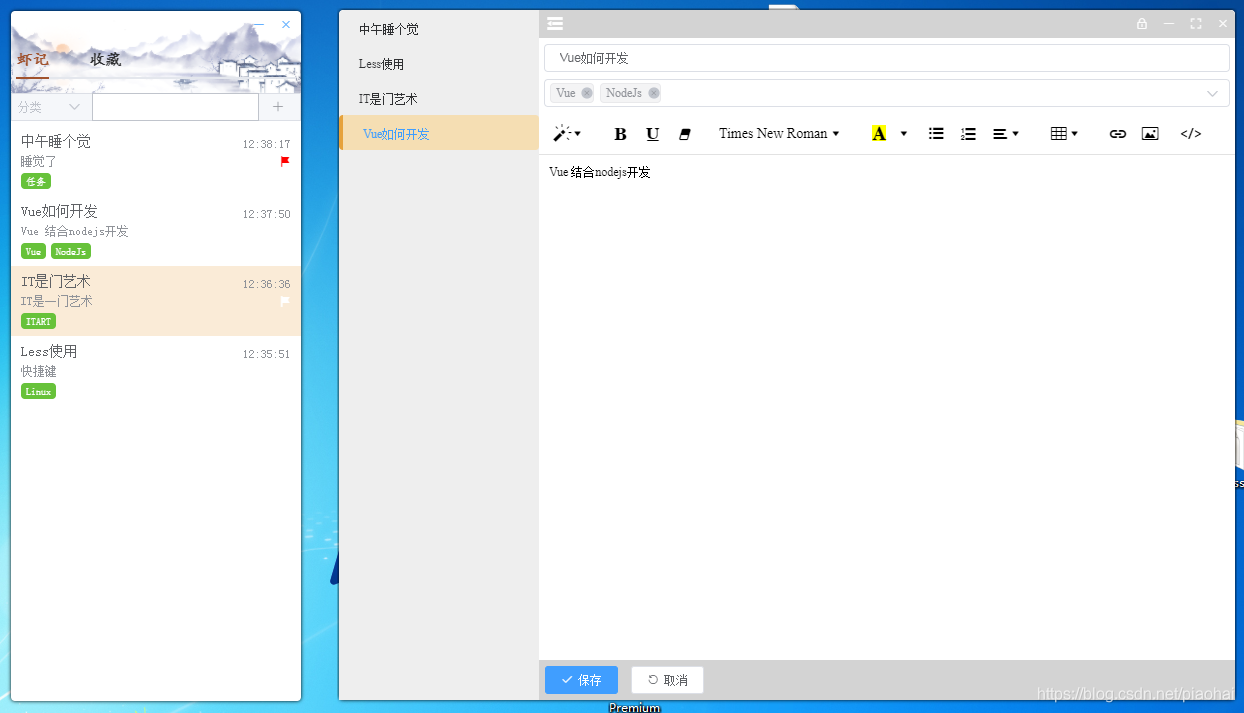 虾记 收藏
分类
中午睡个觉 12:38:17
睡觉了
任务
Vue如何开发 12:37:50
Vue 结合nodejs开发
Vue NodeJs
IT是门艺术 12:36:36
IT是一门艺术
ITART
Less使用 12:35:51
快捷键
Linux
中午睡个觉
Less使用
IT是门艺术
Vue如何开发
Vue如何开发
Vue NodeJs
B U Times New Roman A </>
Vue 结合nodejs开发
保存 取消
https://blog.csdn.net/piaohai
Premium
ss